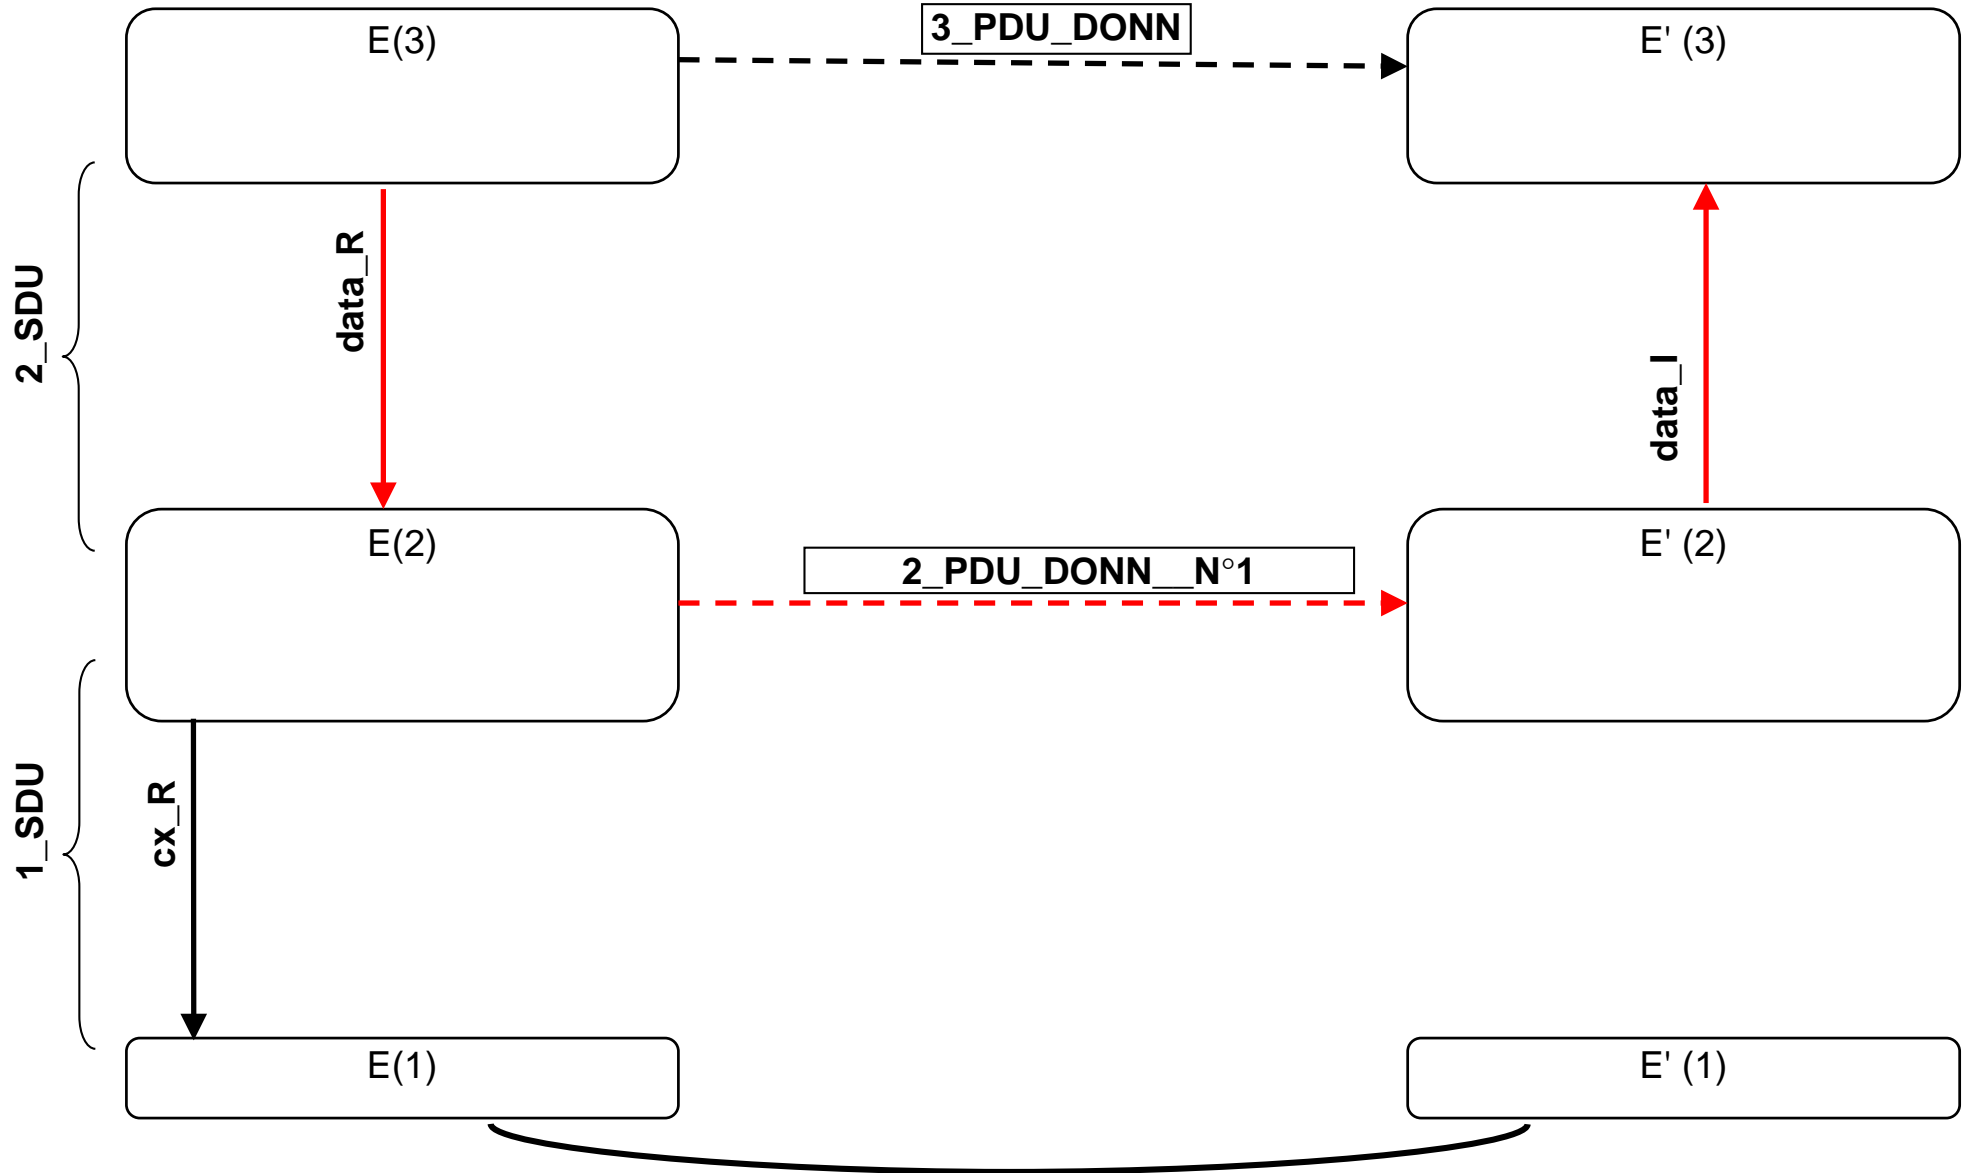 E(3)
3_PDU_DONN
E' (3)
2_SDU
data_R
data_I
E(2)
2_PDU_DONN__N°1
E' (2)
1_SDU
cx_R
E(1)
E' (1)